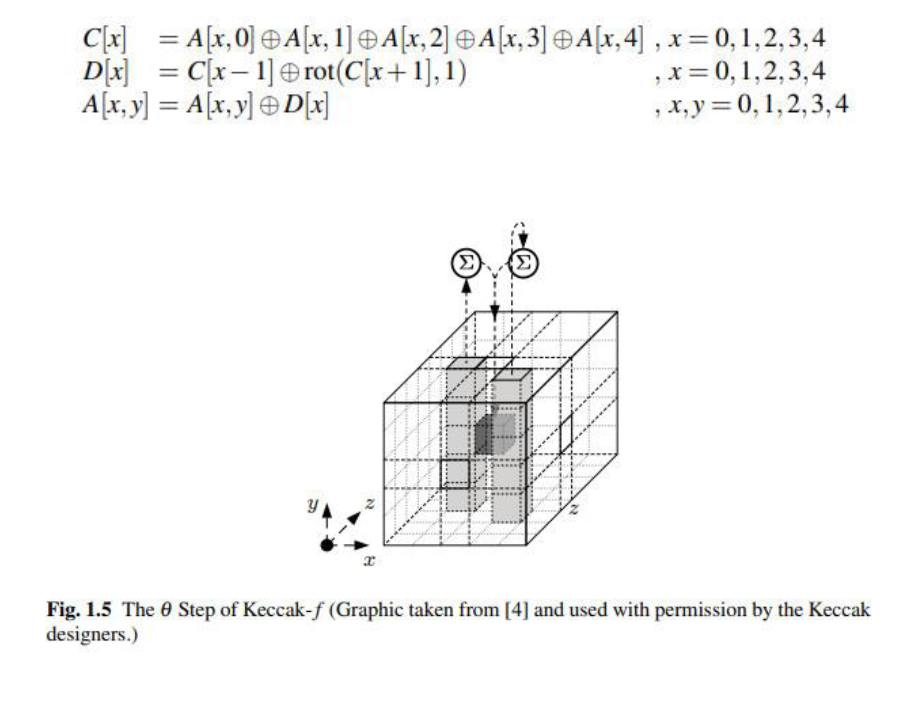 C[x] = A[x,0]⊕A[x,1]⊕A[x,2]⊕A[x,3]⊕A[x,4] , x = 0,1,2,3,4
D[x] = C[x−1]⊕rot(C[x+1],1) , x = 0,1,2,3,4
A[x,y] = A[x,y]⊕D[x] , x,y = 0,1,2,3,4
Σ Σ
y z
z
x
Fig. 1.5 The θ Step of Keccak-f (Graphic taken from [4] and used with permission by the Keccak
designers.)